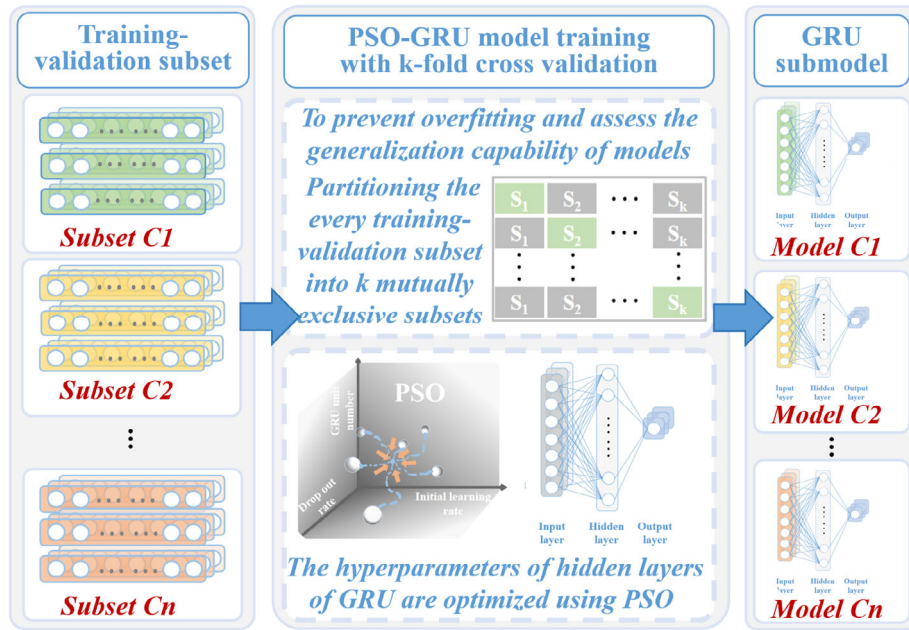 Training-
validation subset
Subset C1
Subset C2
Subset Cn
PSO-GRU model training
with k-fold cross validation
To prevent overfitting and assess the
generalization capability of models
Partitioning the
every training-
validation subset
into k mutually
exclusive subsets
S1 S2 ••• Sk
S1 S2 ••• Sk
S1 S2 ••• Sk
PSO
GRU unit
number
Drop out
rate
Initial learning
rate
Input
layer
Hidden
layer
Output
layer
The hyperparameters of hidden layers
of GRU are optimized using PSO
GRU
submodel
Input
layer
Hidden
layer
Output
layer
Model C1
Input
layer
Hidden
layer
Output
layer
Model C2
Input
layer
Hidden
layer
Output
layer
Model Cn